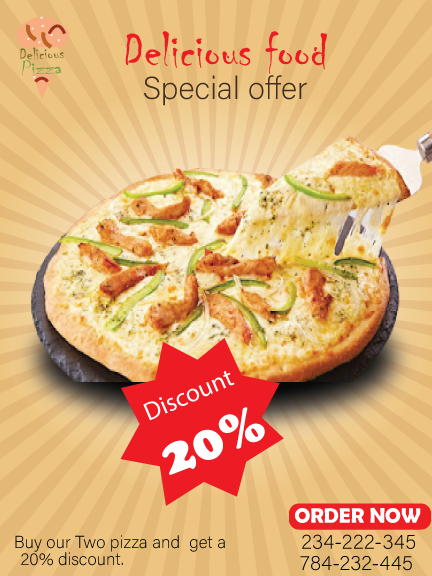 Delicious
Pizza
Delicious food
Special offer
Discount
20%
ORDER NOW
Buy our Two pizza and get a
20% discount.
234-222-345
784-232-445